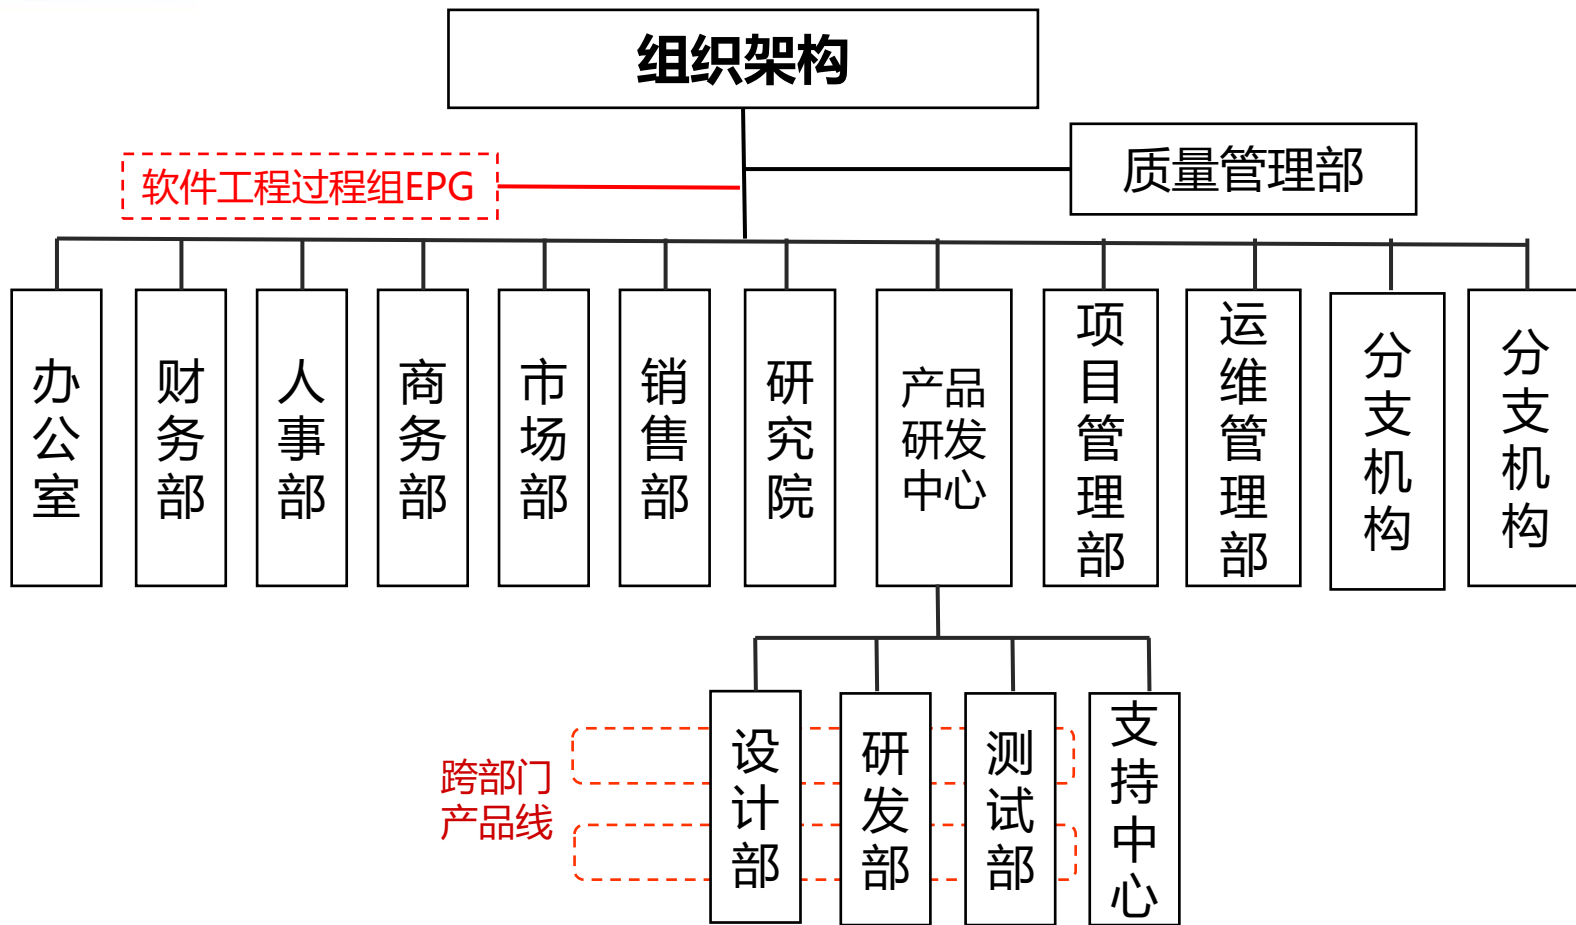 组织架构
质量管理部
软件工程过程组EPG
办公室
财务部
人事部
商务部
市场部
销售部
研究院
产品
研发
中心
项目管理部
运维管理部
分支机构
分支机构
跨部门
产品线
设计部
研发部
测试部
支持中心